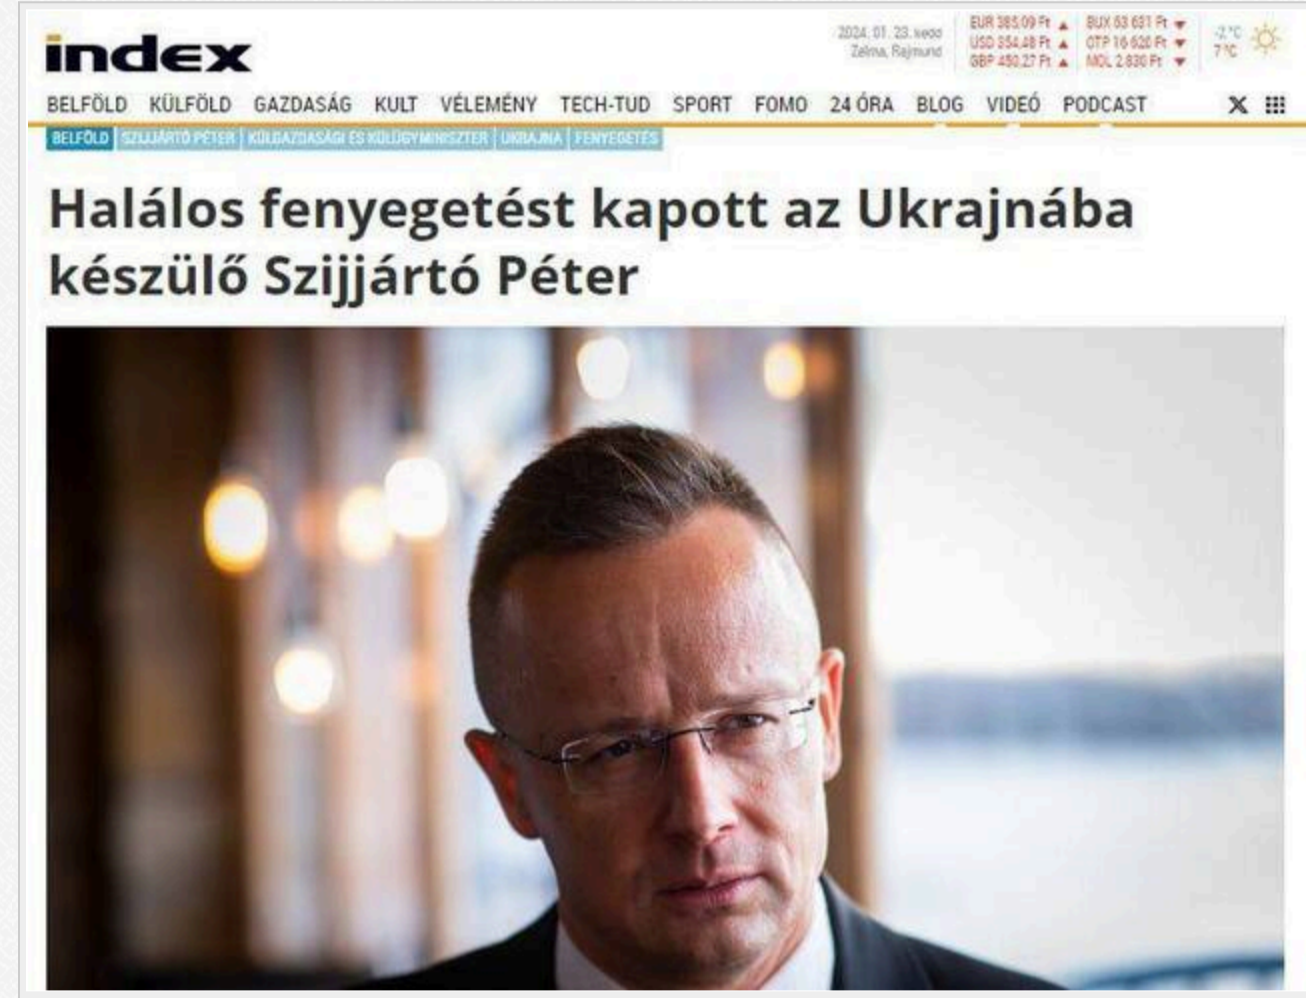 index
2024. 01. 23. kedd
Zelma, Rajmund
EUR 385,09 Ft
USD 354,48 Ft
GBP 450,27 Ft
BUX 63 631 Ft
OTP 16 620 Ft
MOL 2 830 Ft
-2 °C
7 °C
BELFÖLD KÜLFÖLD GAZDASÁG KULT VÉLEMÉNY TECH-TUD SPORT FOMO 24 ÓRA BLOG VIDEÓ PODCAST
BELFÖLD SZIJJÁRTÓ PÉTER KÜLGAZDASÁGI ÉS KÜLÜGYMINISZTER UKRAJNA FENYEGETÉS
Halálos fenyegetést kapott az Ukrajnába
készülő Szijjártó Péter